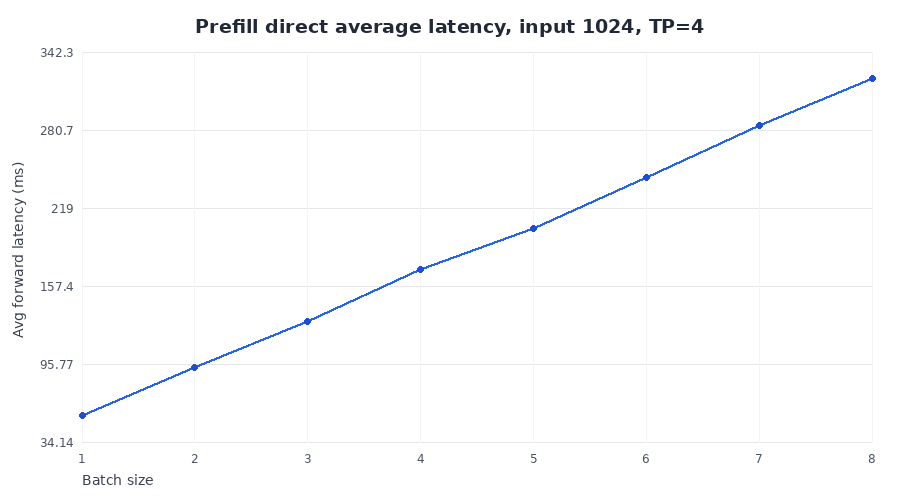 Prefill direct average latency, input 1024, TP=4
342.3
280.7
219
157.4
95.77
34.14
Avg forward latency (ms)
1 2 3 4 5 6 7 8
Batch size